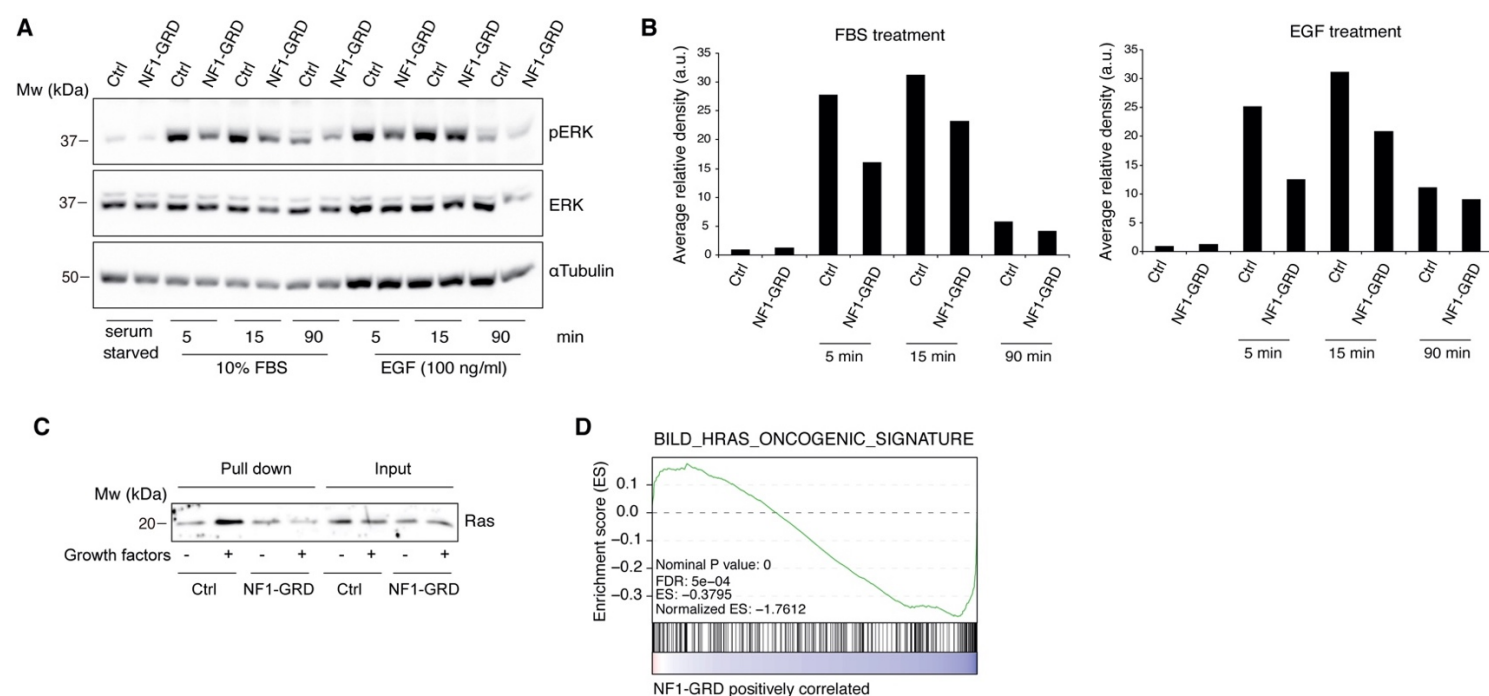 A
Ctrl NF1-GRD Ctrl NF1-GRD Ctrl NF1-GRD Ctrl NF1-GRD Ctrl NF1-GRD Ctrl NF1-GRD Ctrl NF1-GRD
Mw (kDa)
37– pERK
37– ERK
50– αTubulin
serum starved
5 15 90 5 15 90 min
10% FBS EGF (100 ng/ml)
B
FBS treatment
Average relative density (a.u.)
35
30
25
20
15
10
5
0
Ctrl NF1-GRD Ctrl NF1-GRD Ctrl NF1-GRD Ctrl NF1-GRD
5 min 15 min 90 min
EGF treatment
Average relative density (a.u.)
35
30
25
20
15
10
5
0
Ctrl NF1-GRD Ctrl NF1-GRD Ctrl NF1-GRD Ctrl NF1-GRD
5 min 15 min 90 min
C
Pull down Input
Mw (kDa)
20– Ras
Growth factors - + - + - + - +
Ctrl NF1-GRD Ctrl NF1-GRD
D
BILD_HRAS_ONCOGENIC_SIGNATURE
Enrichment score (ES)
0.1
0.0
−0.1
−0.2
−0.3
Nominal P value: 0
FDR: 5e−04
ES: −0.3795
Normalized ES: −1.7612
NF1-GRD positively correlated